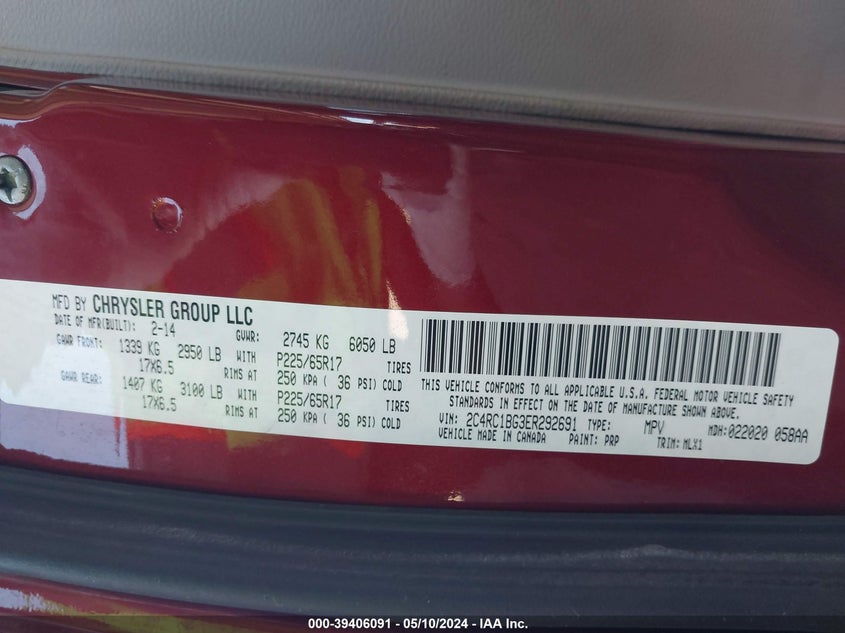 MFD BY CHRYSLER GROUP LLC
DATE OF MFR(BUILT): 2-14 GVWR: 2745 KG 6050 LB
GAWR FRONT: 1339 KG 2950 LB WITH P225/65R17 TIRES
17X6.5 RIMS AT 250 KPA ( 36 PSI) COLD
GAWR REAR: 1407 KG 3100 LB WITH P225/65R17 TIRES
17X6.5 RIMS AT 250 KPA ( 36 PSI) COLD
THIS VEHICLE CONFORMS TO ALL APPLICABLE U.S.A. FEDERAL MOTOR VEHICLE SAFETY
STANDARDS IN EFFECT ON THE DATE OF MANUFACTURE SHOWN ABOVE.
VIN: 2C4RC1BG3ER292691 TYPE: MPV MDH:022020 058AA
VEHICLE MADE IN CANADA PAINT: PRP TRIM: MLX1
000-39406091 - 05/10/2024 - IAA Inc.